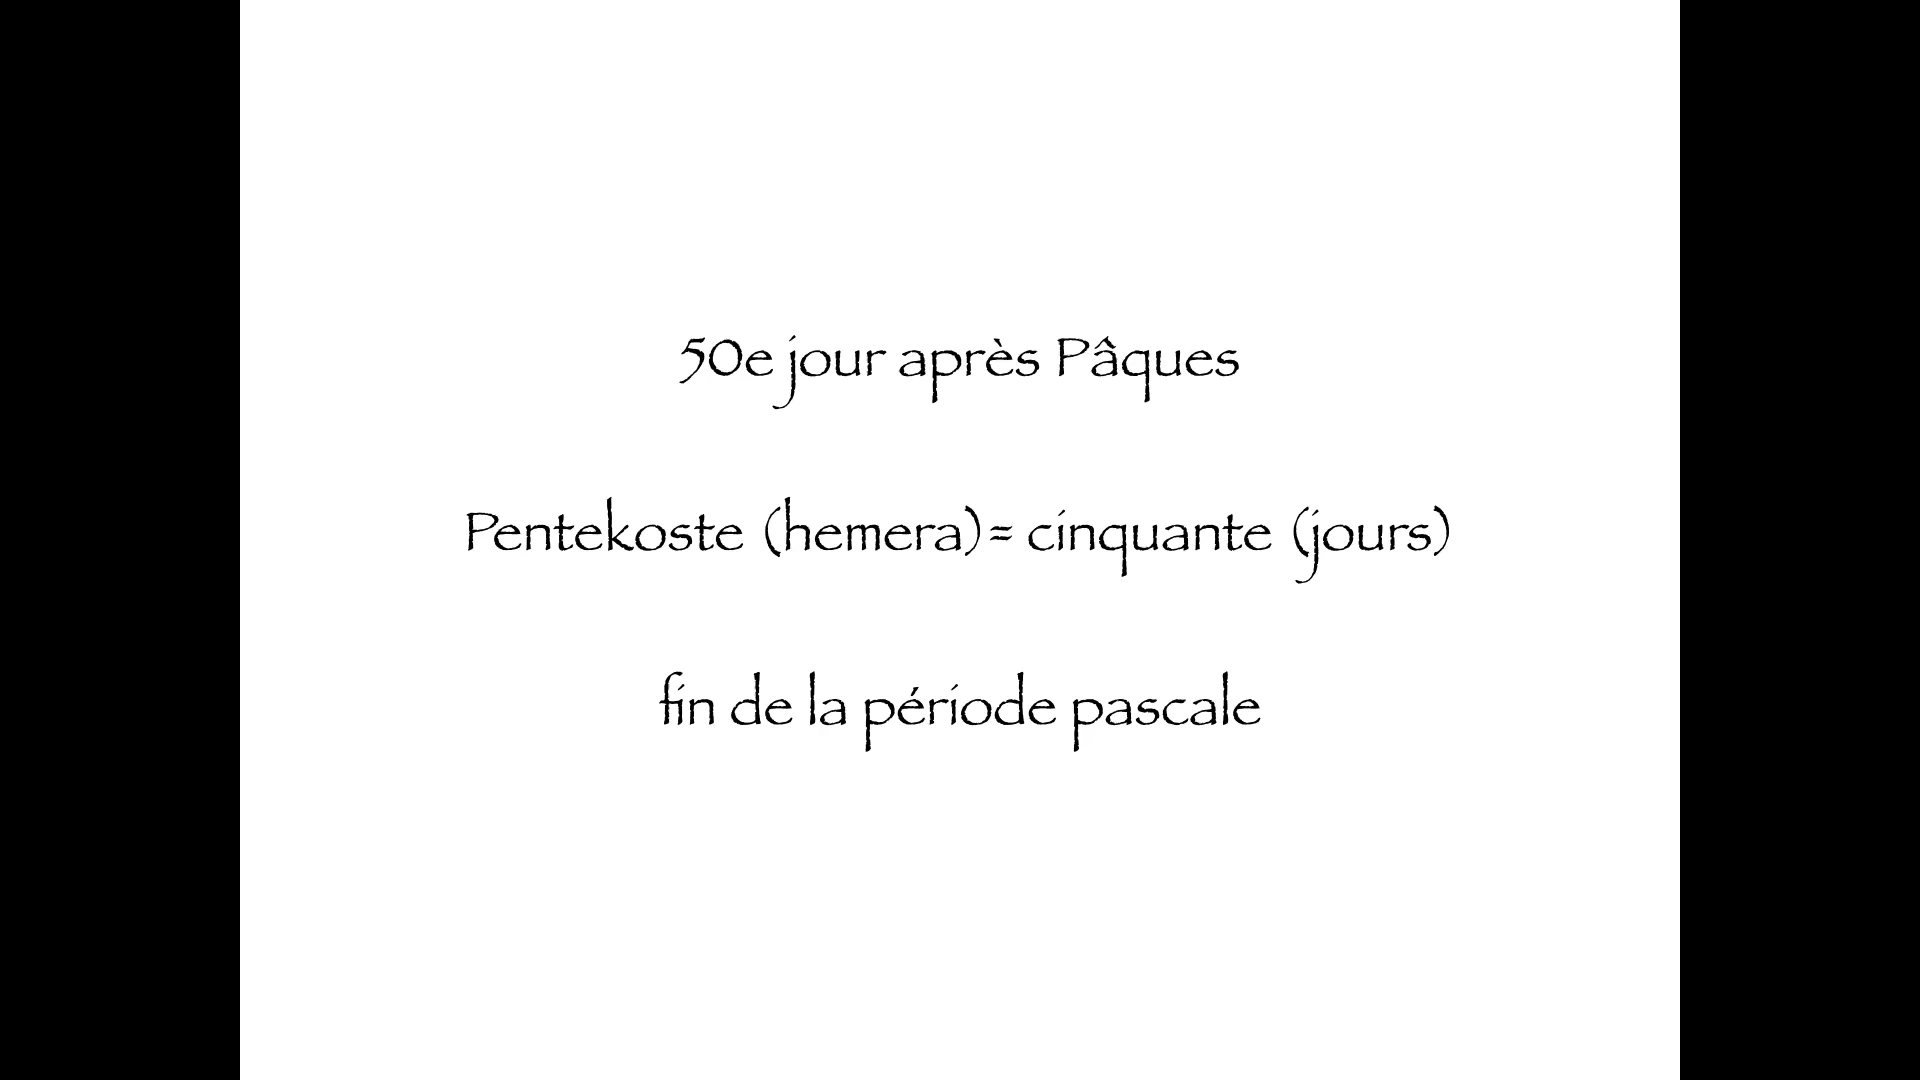 50e jour après Pâques
Pentekoste (hemera)= cinquante (jours)
fin de la période pascale